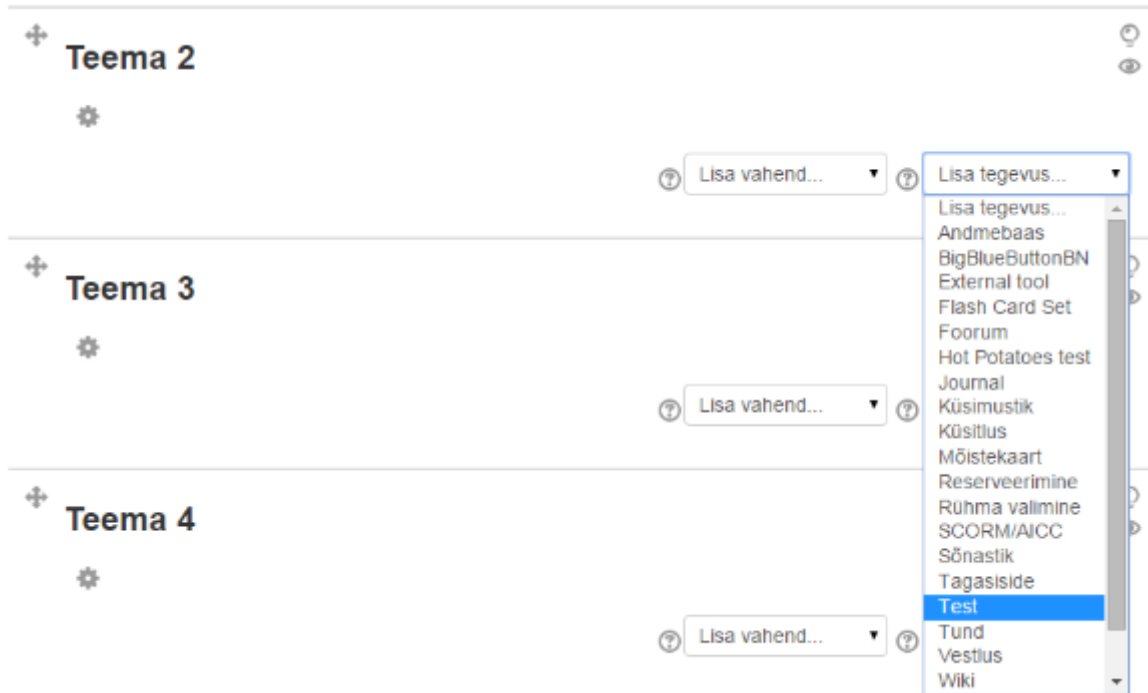 Teema 2
Lisa vahend...
Lisa tegevus...
Lisa tegevus...
Andmebaas
BigBlueButtonBN
External tool
Flash Card Set
Foorum
Hot Potatoes test
Journal
Küsimustik
Küsitlus
Mõistekaart
Reserveerimine
Rühma valimine
SCORM/AICC
Sõnastik
Tagasiside
Test
Tund
Vestlus
Wiki
Teema 3
Lisa vahend...
Teema 4
Lisa vahend...